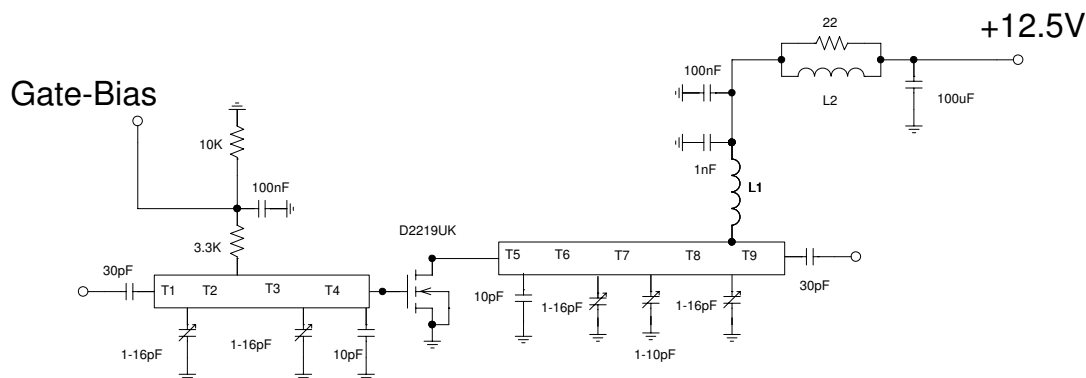 +12.5V
22
100nF
L2
100uF
Gate-Bias
10K
1nF
L1
100nF
D2219UK
3.3K
T5 T6 T7 T8 T9
30pF
T1 T2 T3 T4
10pF
1-16pF
1-16pF
30pF
1-16pF
1-16pF
10pF
1-10pF